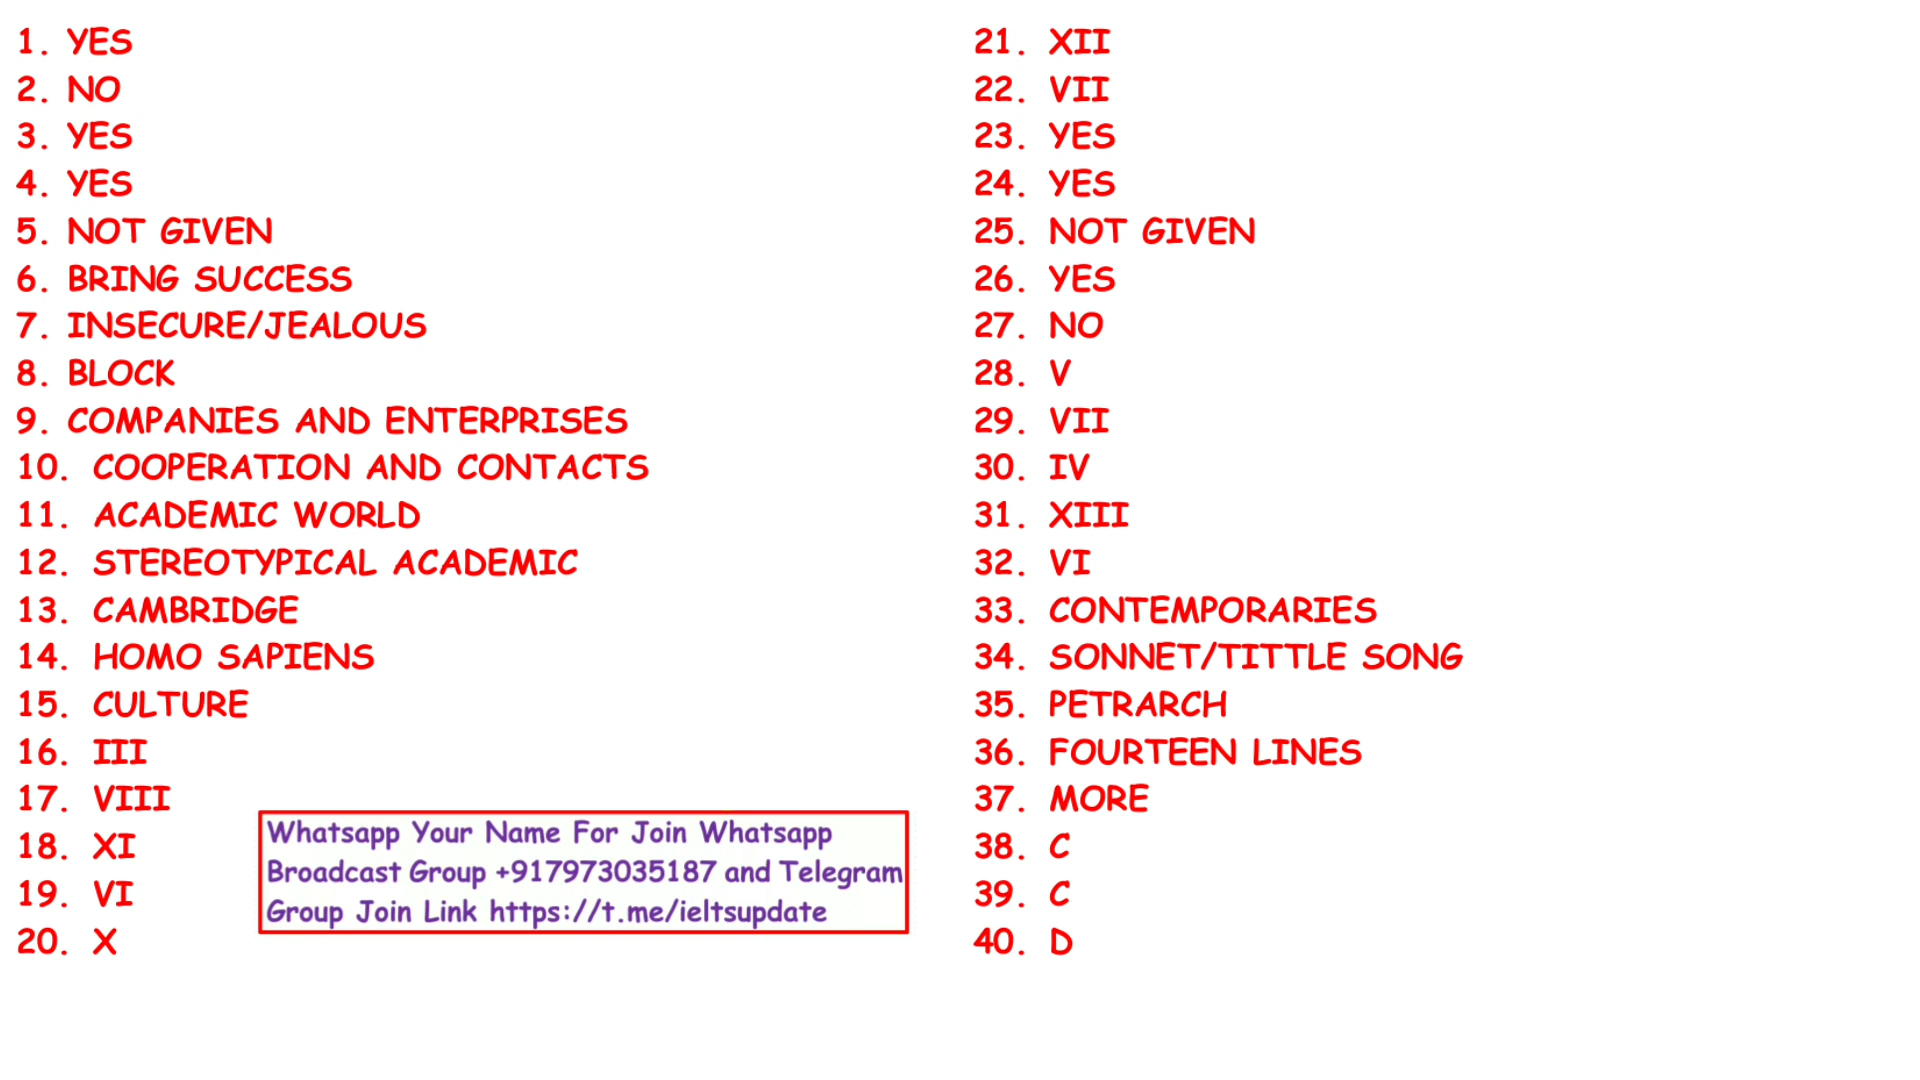 1. YES
2. NO
3. YES
4. YES
5. NOT GIVEN
6. BRING SUCCESS
7. INSECURE/JEALOUS
8. BLOCK
9. COMPANIES AND ENTERPRISES
10. COOPERATION AND CONTACTS
11. ACADEMIC WORLD
12. STEREOTYPICAL ACADEMIC
13. CAMBRIDGE
14. HOMO SAPIENS
15. CULTURE
16. III
17. VIII
18. XI
19. VI
20. X
Whatsapp Your Name For Join Whatsapp
Broadcast Group +917973035187 and Telegram
Group Join Link https://t.me/ieltsupdate
21. XII
22. VII
23. YES
24. YES
25. NOT GIVEN
26. YES
27. NO
28. V
29. VII
30. IV
31. XIII
32. VI
33. CONTEMPORARIES
34. SONNET/TITTLE SONG
35. PETRARCH
36. FOURTEEN LINES
37. MORE
38. C
39. C
40. D